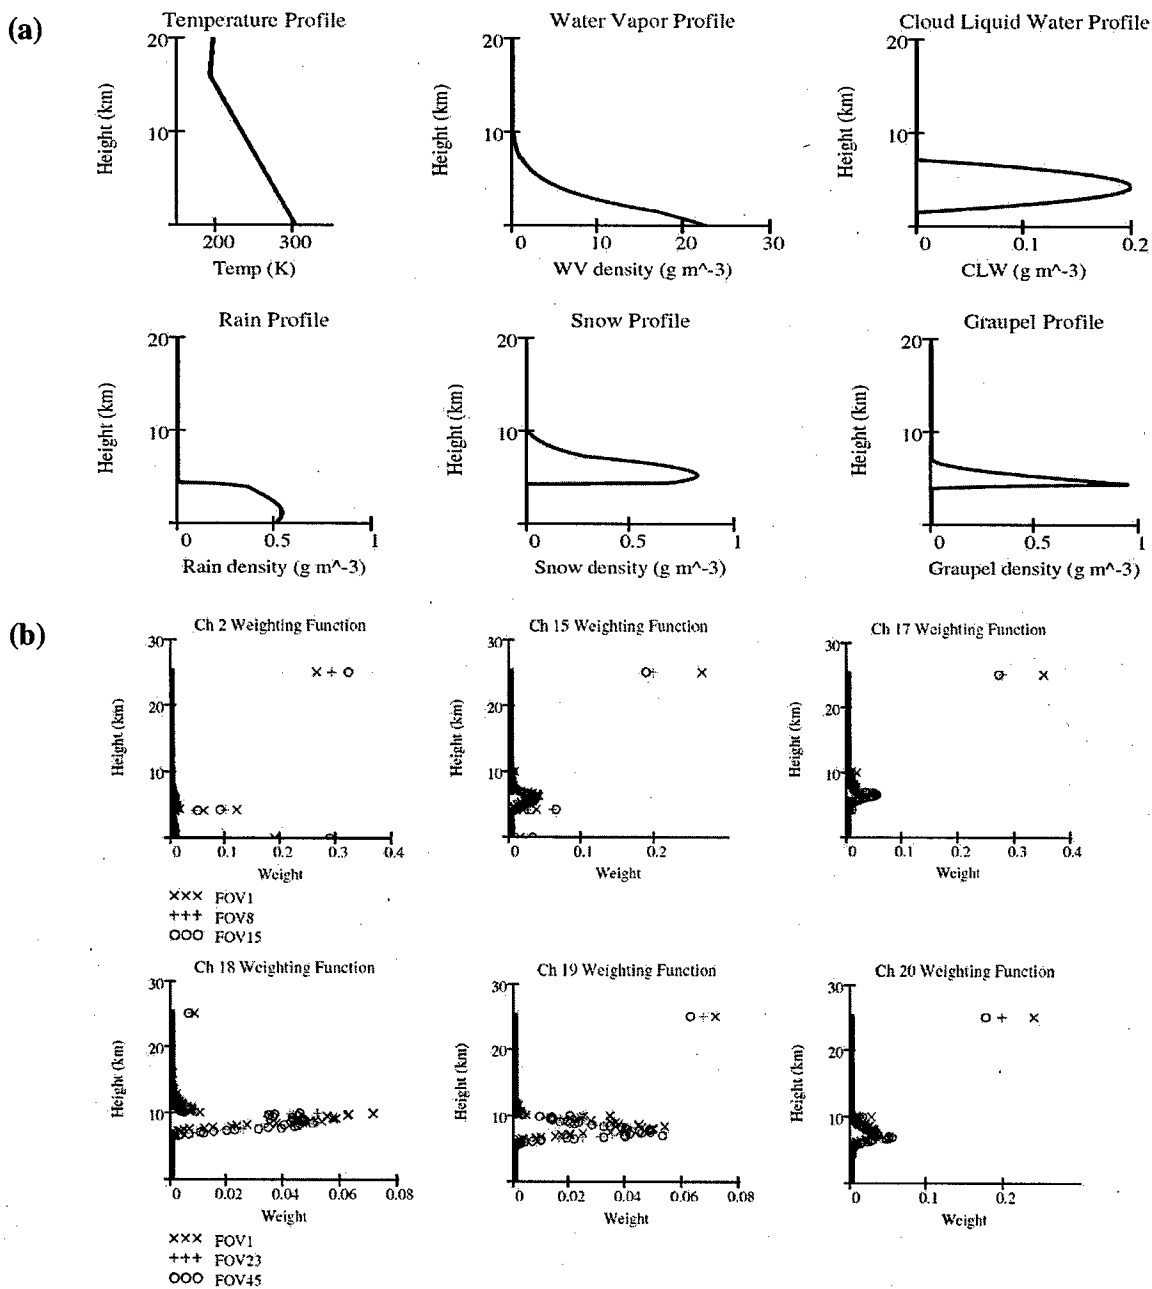 (a)
Temperature Profile
Water Vapor Profile
Cloud Liquid Water Profile
20
10
Height (km)
200 300
Temp (K)
20
10
Height (km)
0 10 20 30
WV density (g m^-3)
20
10
Height (km)
0 0.1 0.2
CLW (g m^-3)
Rain Profile
Snow Profile
Graupel Profile
20
10
Height (km)
0 0.5 1
Rain density (g m^-3)
20
10
Height (km)
0 0.5 1
Snow density (g m^-3)
20
10
Height (km)
0 0.5 1
Graupel density (g m^-3)
(b)
Ch 2 Weighting Function
Ch 15 Weighting Function
Ch 17 Weighting Function
30
20
10
Height (km)
0 0.1 0.2 0.3 0.4
Weight
30
20
10
Height (km)
0 0.1 0.2
Weight
30
20
10
Height (km)
0 0.1 0.2 0.3 0.4
Weight
××× FOV1
+++ FOV8
OOO FOV15
Ch 18 Weighting Function
Ch 19 Weighting Function
Ch 20 Weighting Function
30
20
10
Height (km)
0 0.02 0.04 0.06 0.08
Weight
30
20
10
Height (km)
0 0.02 0.04 0.06 0.08
Weight
30
20
10
Height (km)
0 0.1 0.2
Weight
××× FOV1
+++ FOV23
OOO FOV45